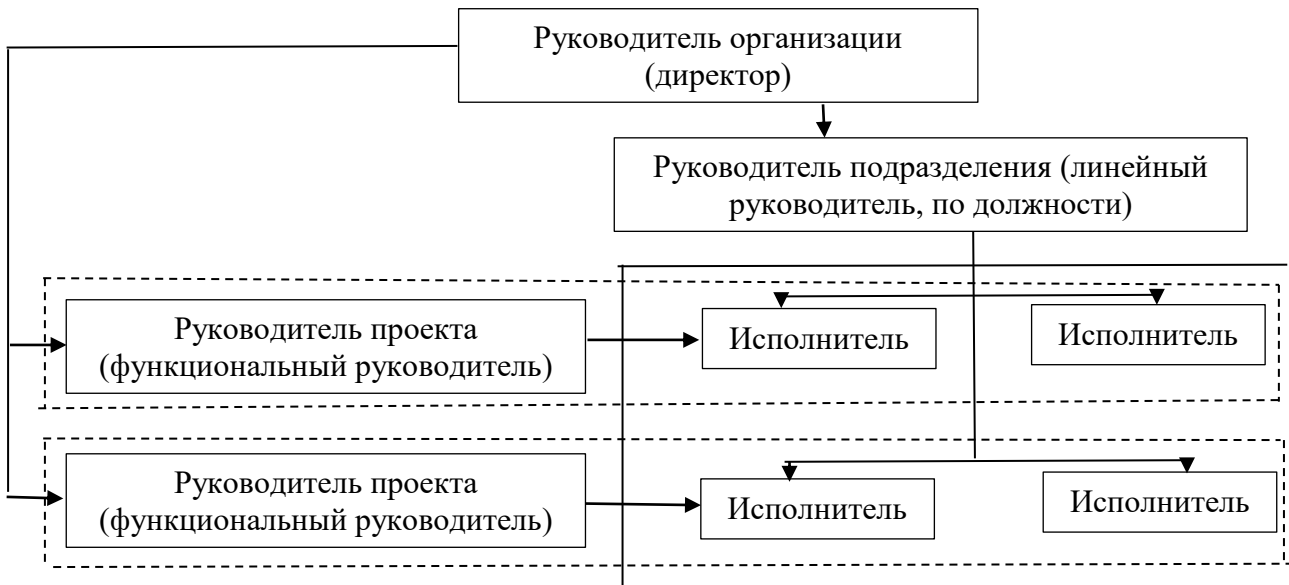 Руководитель организации
(директор)
Руководитель подразделения (линейный
руководитель, по должности)
Руководитель проекта
(функциональный руководитель)
Исполнитель
Исполнитель
Руководитель проекта
(функциональный руководитель)
Исполнитель
Исполнитель